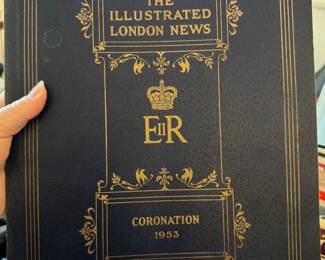 THE
ILLUSTRATED
LONDON NEWS
EIIR
CORONATION
1953